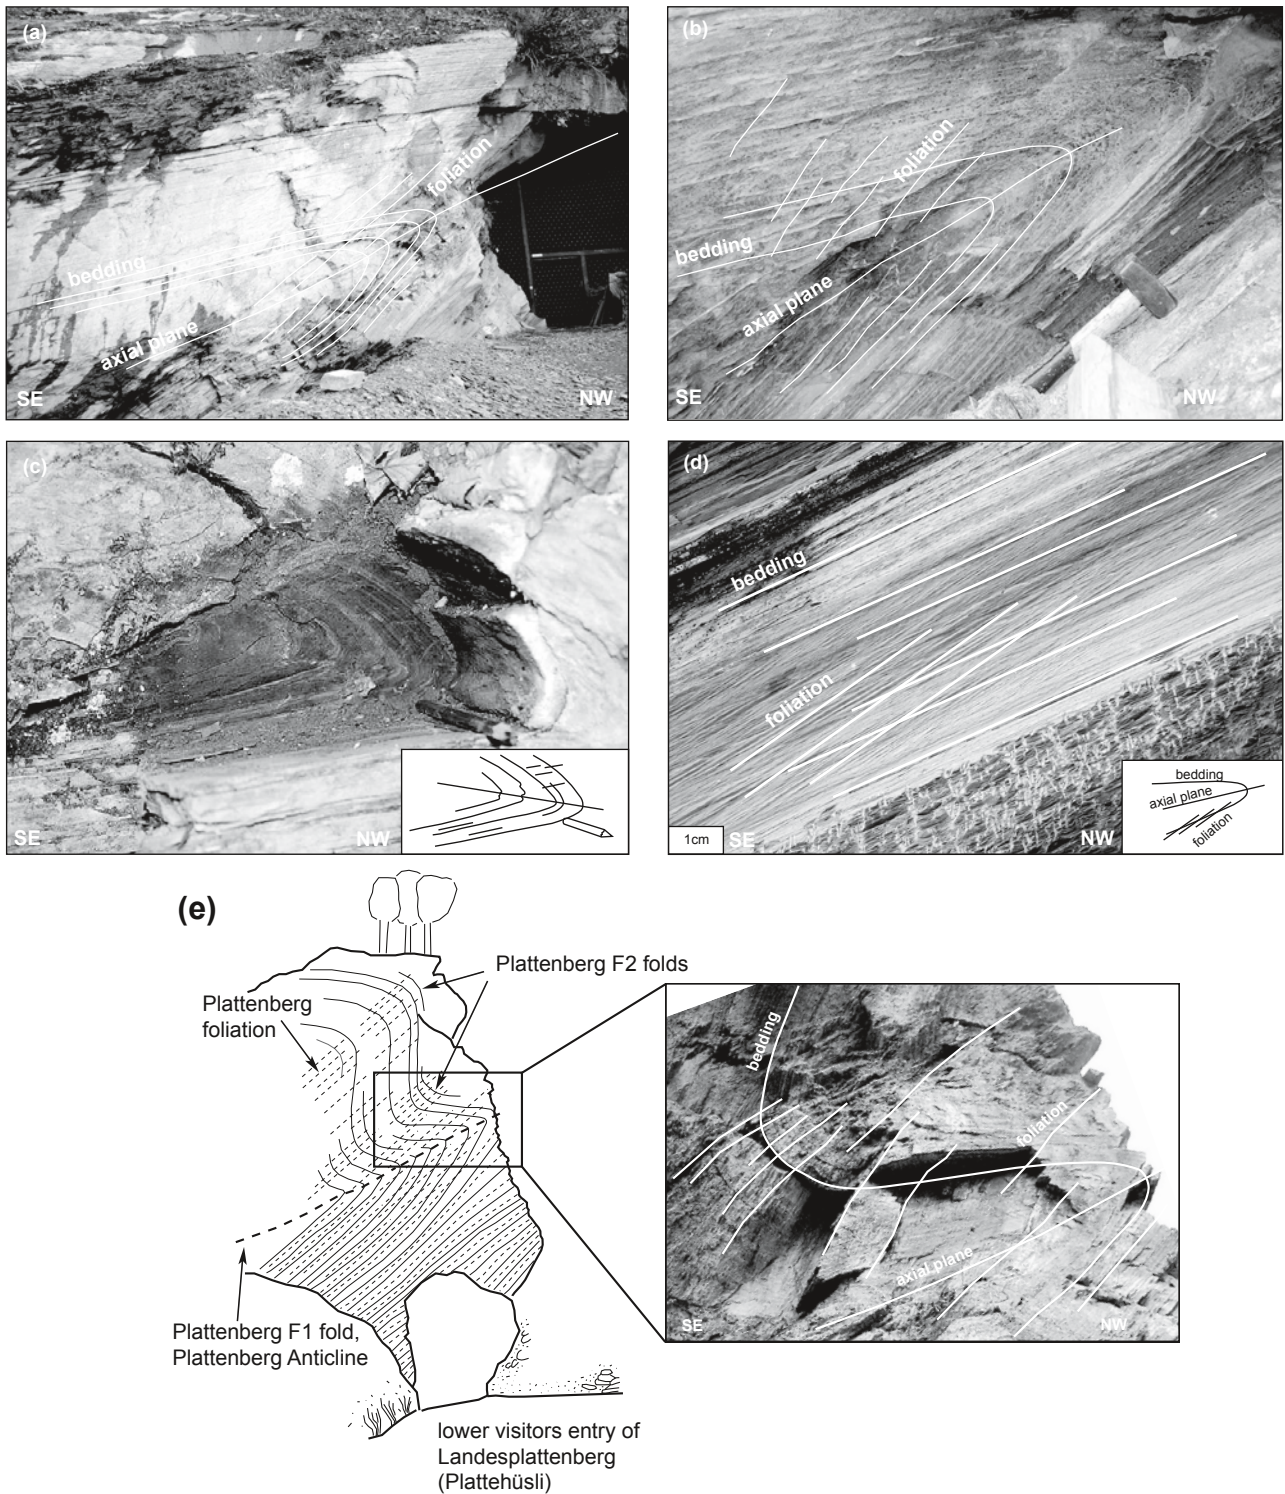 (a)
foliation
bedding
axial plane
SE
NW
(b)
foliation
bedding
axial plane
SE
NW
(c)
SE
NW
(d)
bedding
foliation
1cm
SE
NW
bedding
axial plane
foliation
(e)
Plattenberg F2 folds
Plattenberg
foliation
bedding
foliation
axial plane
SE
NW
Plattenberg F1 fold,
Plattenberg Anticline
lower visitors entry of
Landesplattenberg
(Plattehüsli)